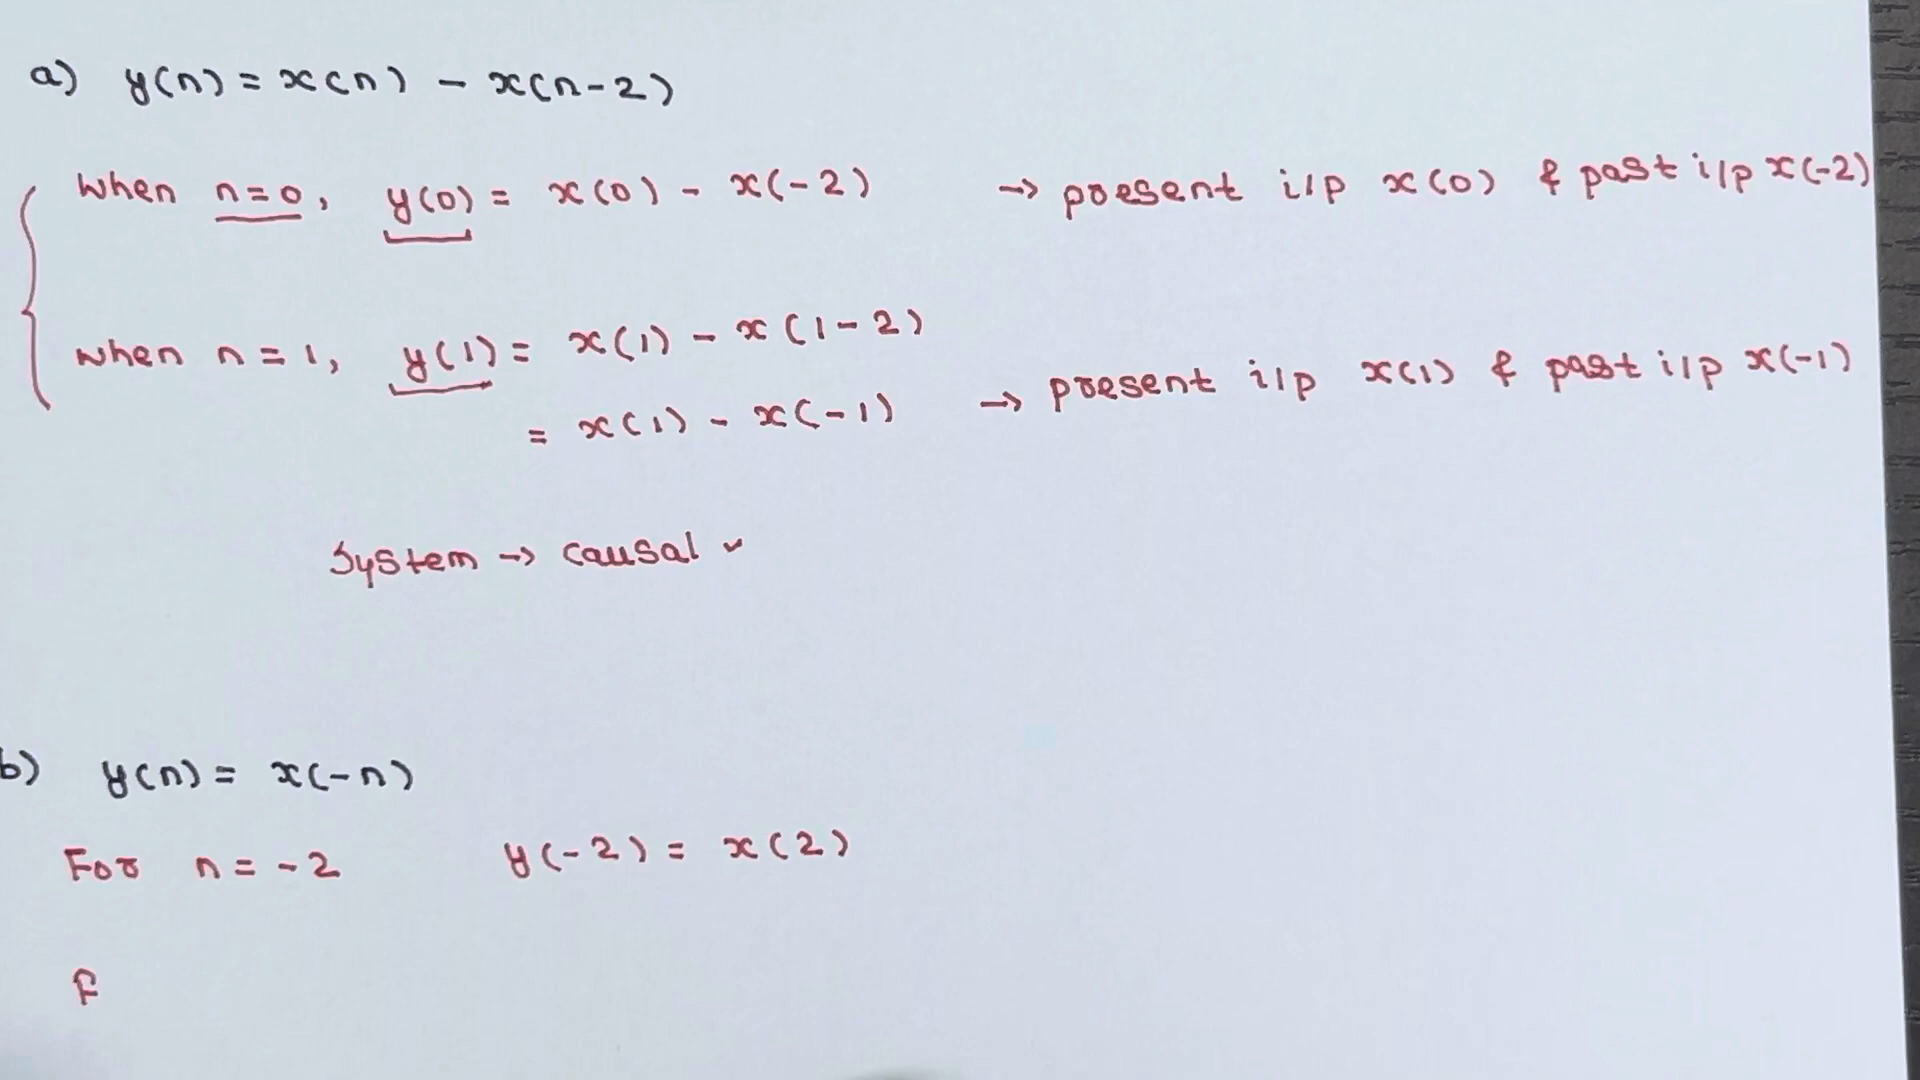 a) y(n) = x(n) - x(n-2)
When n=0, y(0) = x(0) - x(-2) → present i/p x(0) & past i/p x(-2)
When n=1, y(1) = x(1) - x(1-2)
= x(1) - x(-1) → present i/p x(1) & past i/p x(-1)
System → causal ✓
b) y(n) = x(-n)
For n = -2 y(-2) = x(2)
F